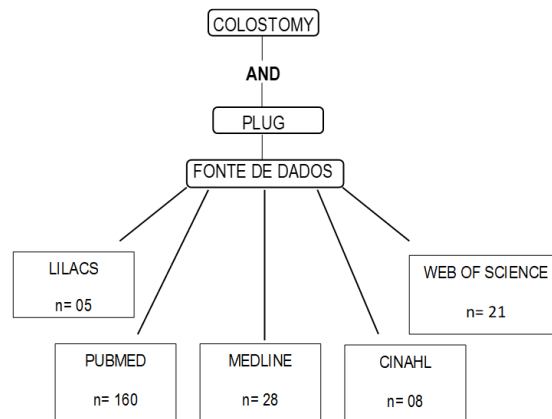 COLOSTOMY
AND
PLUG
FONTE DE DADOS
LILACS
n= 05
WEB OF SCIENCE
n= 21
PUBMED
n= 160
MEDLINE
n= 28
CINAHL
n= 08